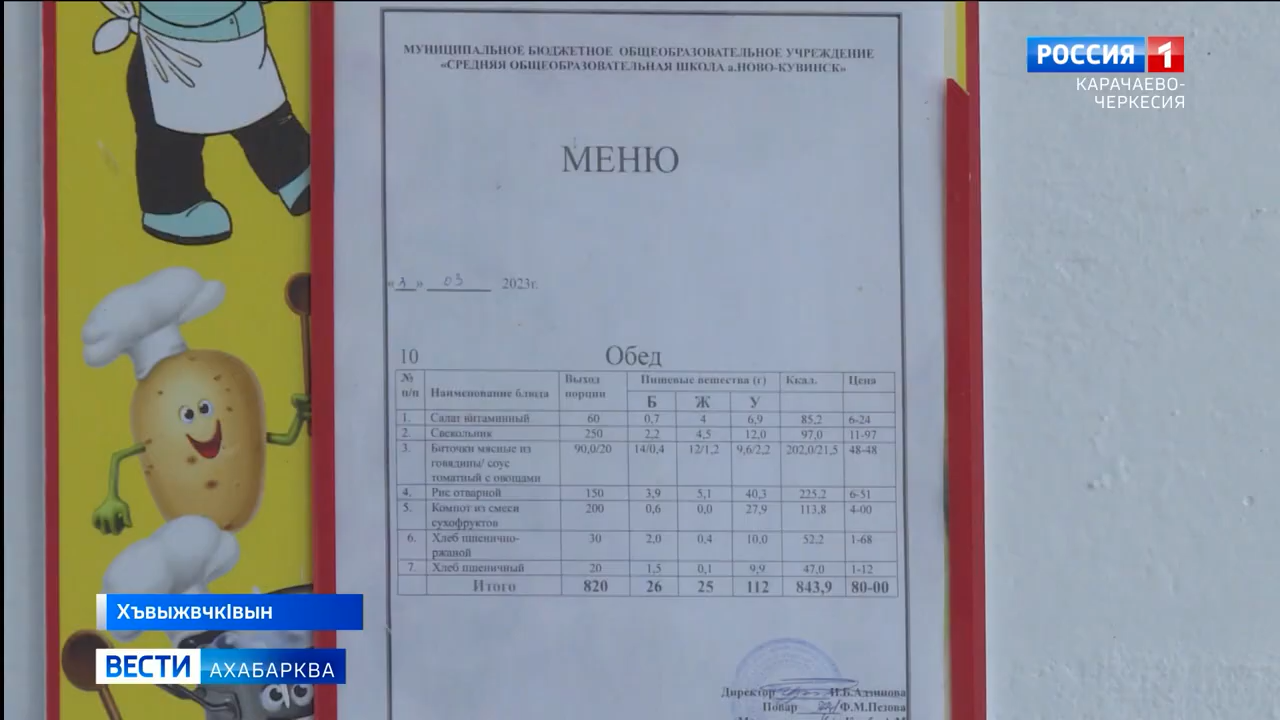 МУНИЦИПАЛЬНОЕ БЮДЖЕТНОЕ ОБЩЕОБРАЗОВАТЕЛЬНОЕ УЧРЕЖДЕНИЕ
«СРЕДНЯЯ ОБЩЕОБРАЗОВАТЕЛЬНАЯ ШКОЛА а.НОВО-КУВИНСК»
РОССИЯ 1
КАРАЧАЕВО-
ЧЕРКЕСИЯ
МЕНЮ
«3» 03 2023г.
10 Обед
№ п/п Наименование блюда Выход порции Пищевые вещества (г) Ккал. Цена
Б Ж У
1. Салат витаминный 60 0,7 4 6,9 85,2 6-24
2. Свекольник 250 2,2 4,5 12,0 97,0 11-97
3. Биточки мясные из 90,0/20 14/0,4 12/1,2 9,6/2,2 202,0/21,5 48-48
говядины/ соус
томатный с овощами
4. Рис отварной 150 3,9 5,1 40,3 225,2 6-51
5. Компот из смеси 200 0,6 0,0 27,9 113,8 4-00
сухофруктов
6. Хлеб пшенично- 30 2,0 0,4 10,0 52,2 1-68
ржаной
7. Хлеб пшеничный 20 1,5 0,1 9,9 47,0 1-12
Итого 820 26 25 112 843,9 80-00
Хъвыжвчкӏвын
ВЕСТИ АХАБАРКВА
Директор И.Б.Адзинова
Повар Ф.М.Пезова